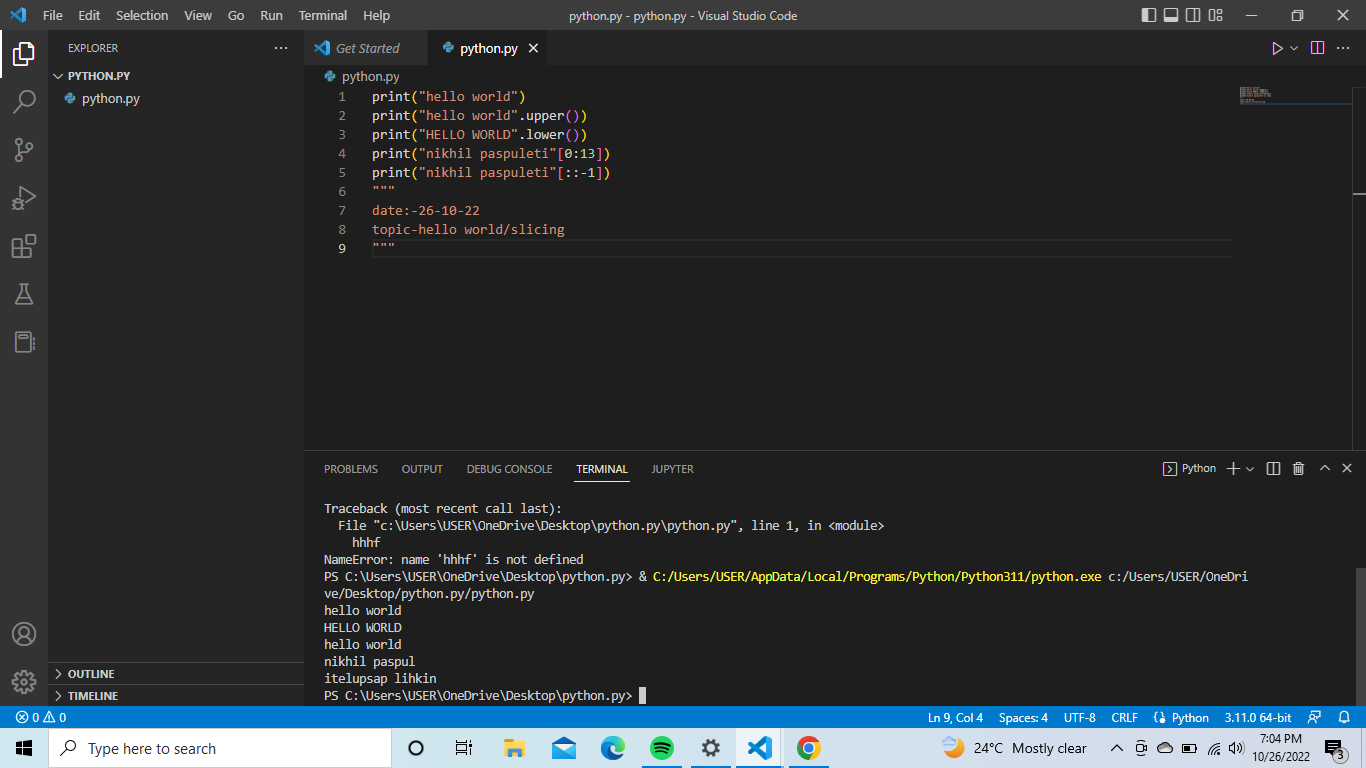 File Edit Selection View Go Run Terminal Help python.py - python.py - Visual Studio Code
EXPLORER
PYTHON.PY
python.py
OUTLINE
TIMELINE
Get Started python.py
python.py
1 print("hello world")
2 print("hello world".upper())
3 print("HELLO WORLD".lower())
4 print("nikhil paspuleti"[0:13])
5 print("nikhil paspuleti"[::-1])
6 """
7 date:-26-10-22
8 topic-hello world/slicing
9 """
PROBLEMS OUTPUT DEBUG CONSOLE TERMINAL JUPYTER Python
Traceback (most recent call last):
File "c:\Users\USER\OneDrive\Desktop\python.py\python.py", line 1, in <module>
hhhf
NameError: name 'hhhf' is not defined
PS C:\Users\USER\OneDrive\Desktop\python.py> & C:/Users/USER/AppData/Local/Programs/Python/Python311/python.exe c:/Users/USER/OneDri
ve/Desktop/python.py/python.py
hello world
HELLO WORLD
hello world
nikhil paspul
itelupsap lihkin
PS C:\Users\USER\OneDrive\Desktop\python.py>
0 0 Ln 9, Col 4 Spaces: 4 UTF-8 CRLF Python 3.11.0 64-bit
Type here to search 24°C Mostly clear 7:04 PM
10/26/2022 3